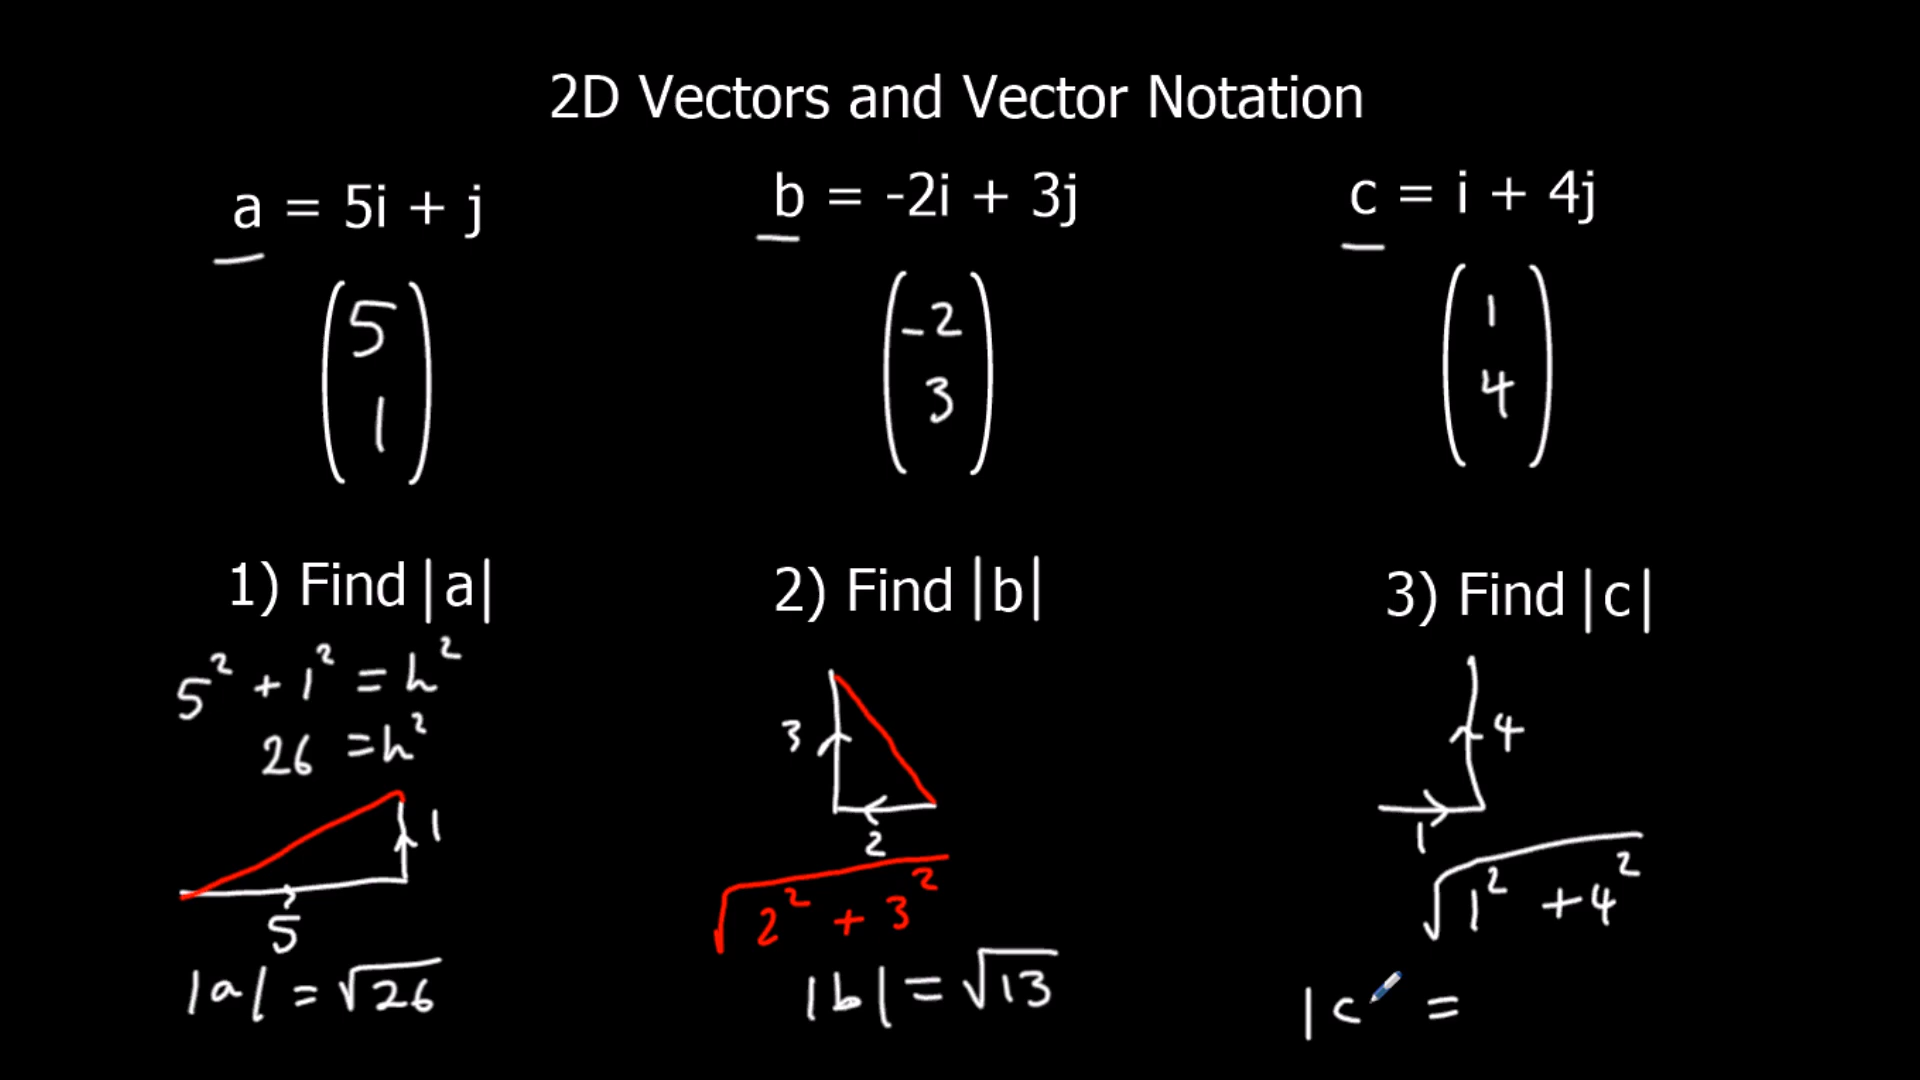 2D Vectors and Vector Notation
a = 5i + j
(5
1)
1) Find |a|
5² + 1² = h²
26 = h²
1
5
|a| = √26
b = -2i + 3j
(-2
3)
2) Find |b|
3
2
√2² + 3²
|b| = √13
c = i + 4j
(1
4)
3) Find |c|
4
1
√1² + 4²
|c =